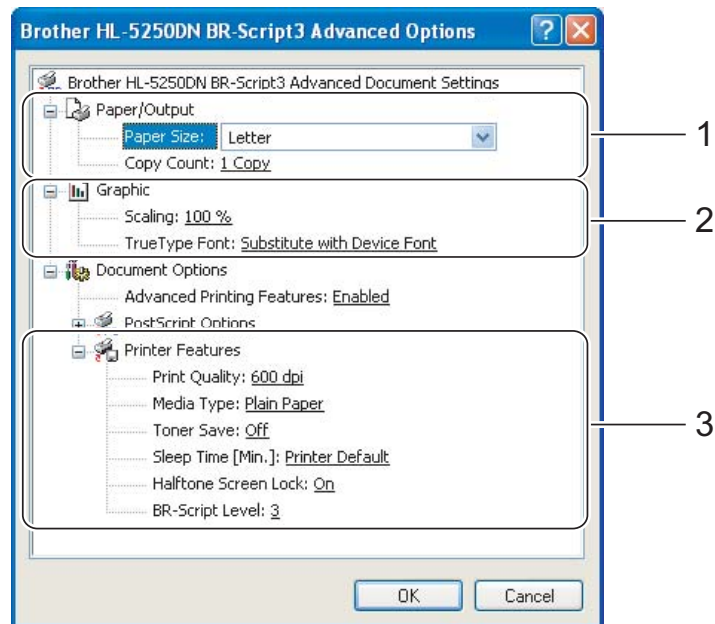 Brother HL-5250DN BR-Script3 Advanced Options
Brother HL-5250DN BR-Script3 Advanced Document Settings
Paper/Output
Paper Size: Letter
1
Copy Count: 1 Copy
Graphic
2
Scaling: 100 %
TrueType Font: Substitute with Device Font
Document Options
Advanced Printing Features: Enabled
PostScript Options
Printer Features
Print Quality: 600 dpi
Media Type: Plain Paper
3
Toner Save: Off
Sleep Time [Min.]: Printer Default
Halftone Screen Lock: On
BR-Script Level: 3
OK Cancel